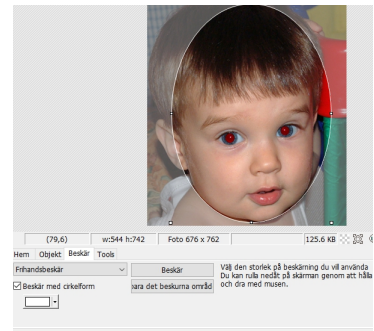 (79,6) w:544 h:742 Foto 676 x 762 125.6 KB
Hem Objekt Beskär Tools
Frihandsbeskär Beskär Välj den storlek på beskärning du vill använda
Du kan rulla nedåt på skärman genom att hålla
Beskär med cirkelform para det beskurna områd och dra med musen.